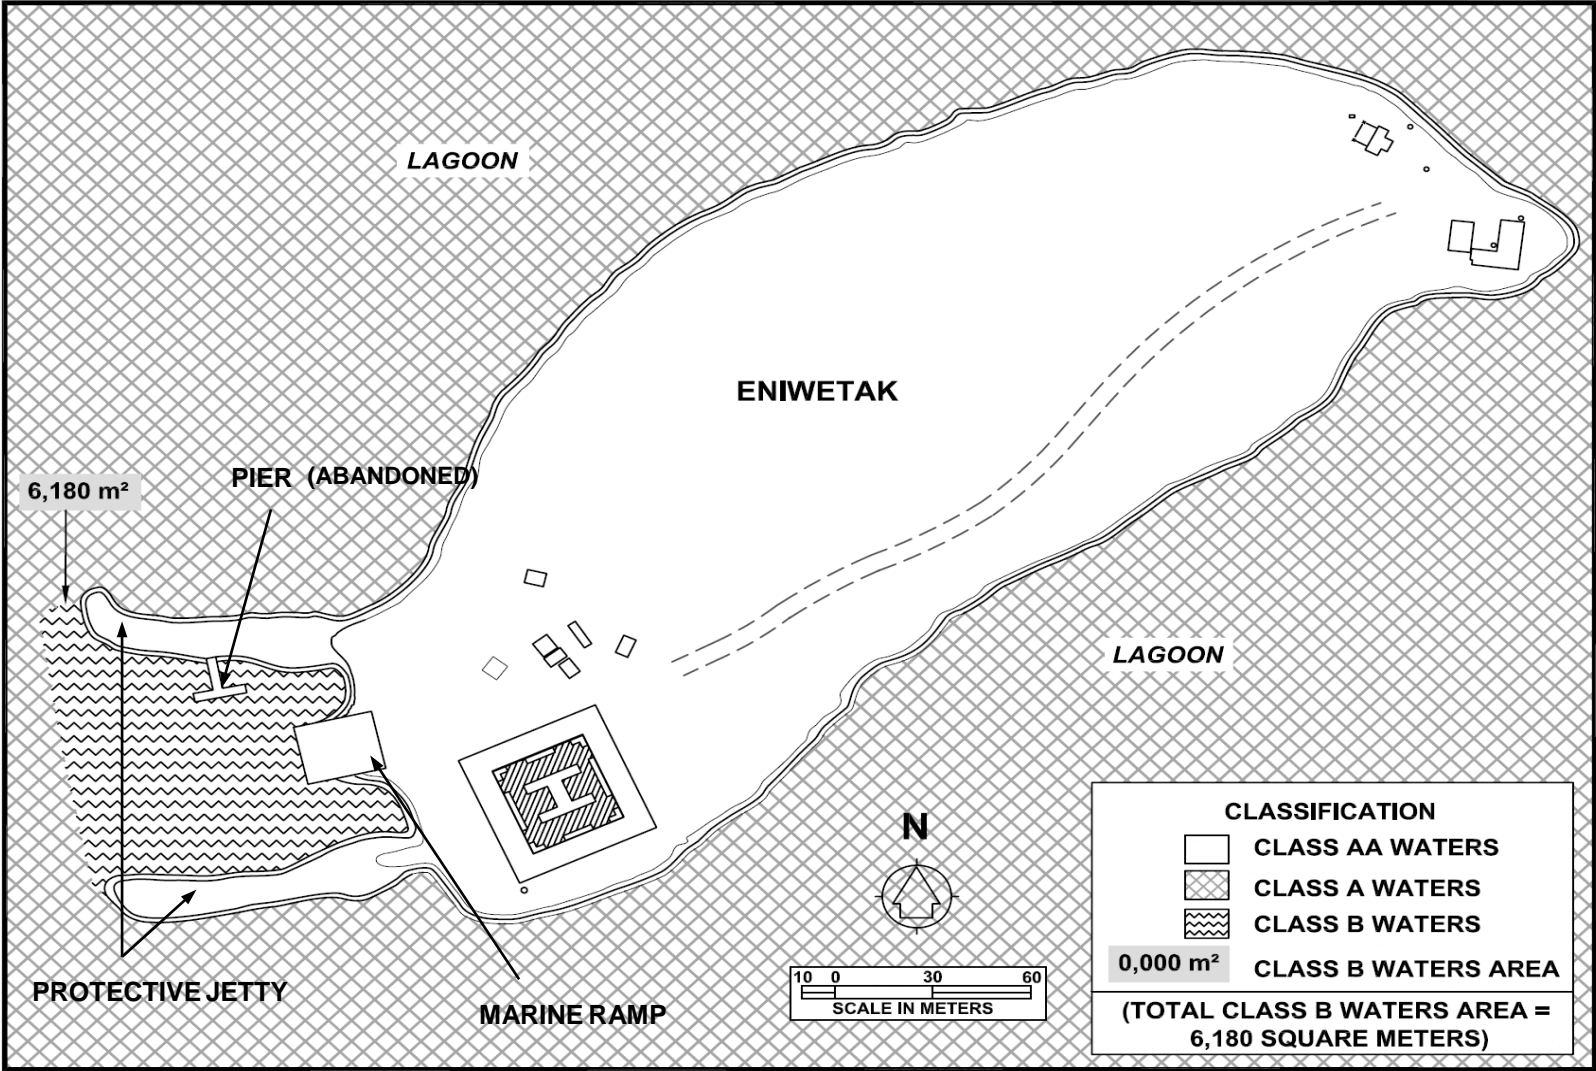 LAGOON
ENIWETAK
PIER (ABANDONED)
6,180 m²
LAGOON
H
PROTECTIVE JETTY
MARINE RAMP
N
10 0 30 60
SCALE IN METERS
CLASSIFICATION
CLASS AA WATERS
CLASS A WATERS
CLASS B WATERS
0,000 m² CLASS B WATERS AREA
(TOTAL CLASS B WATERS AREA =
6,180 SQUARE METERS)